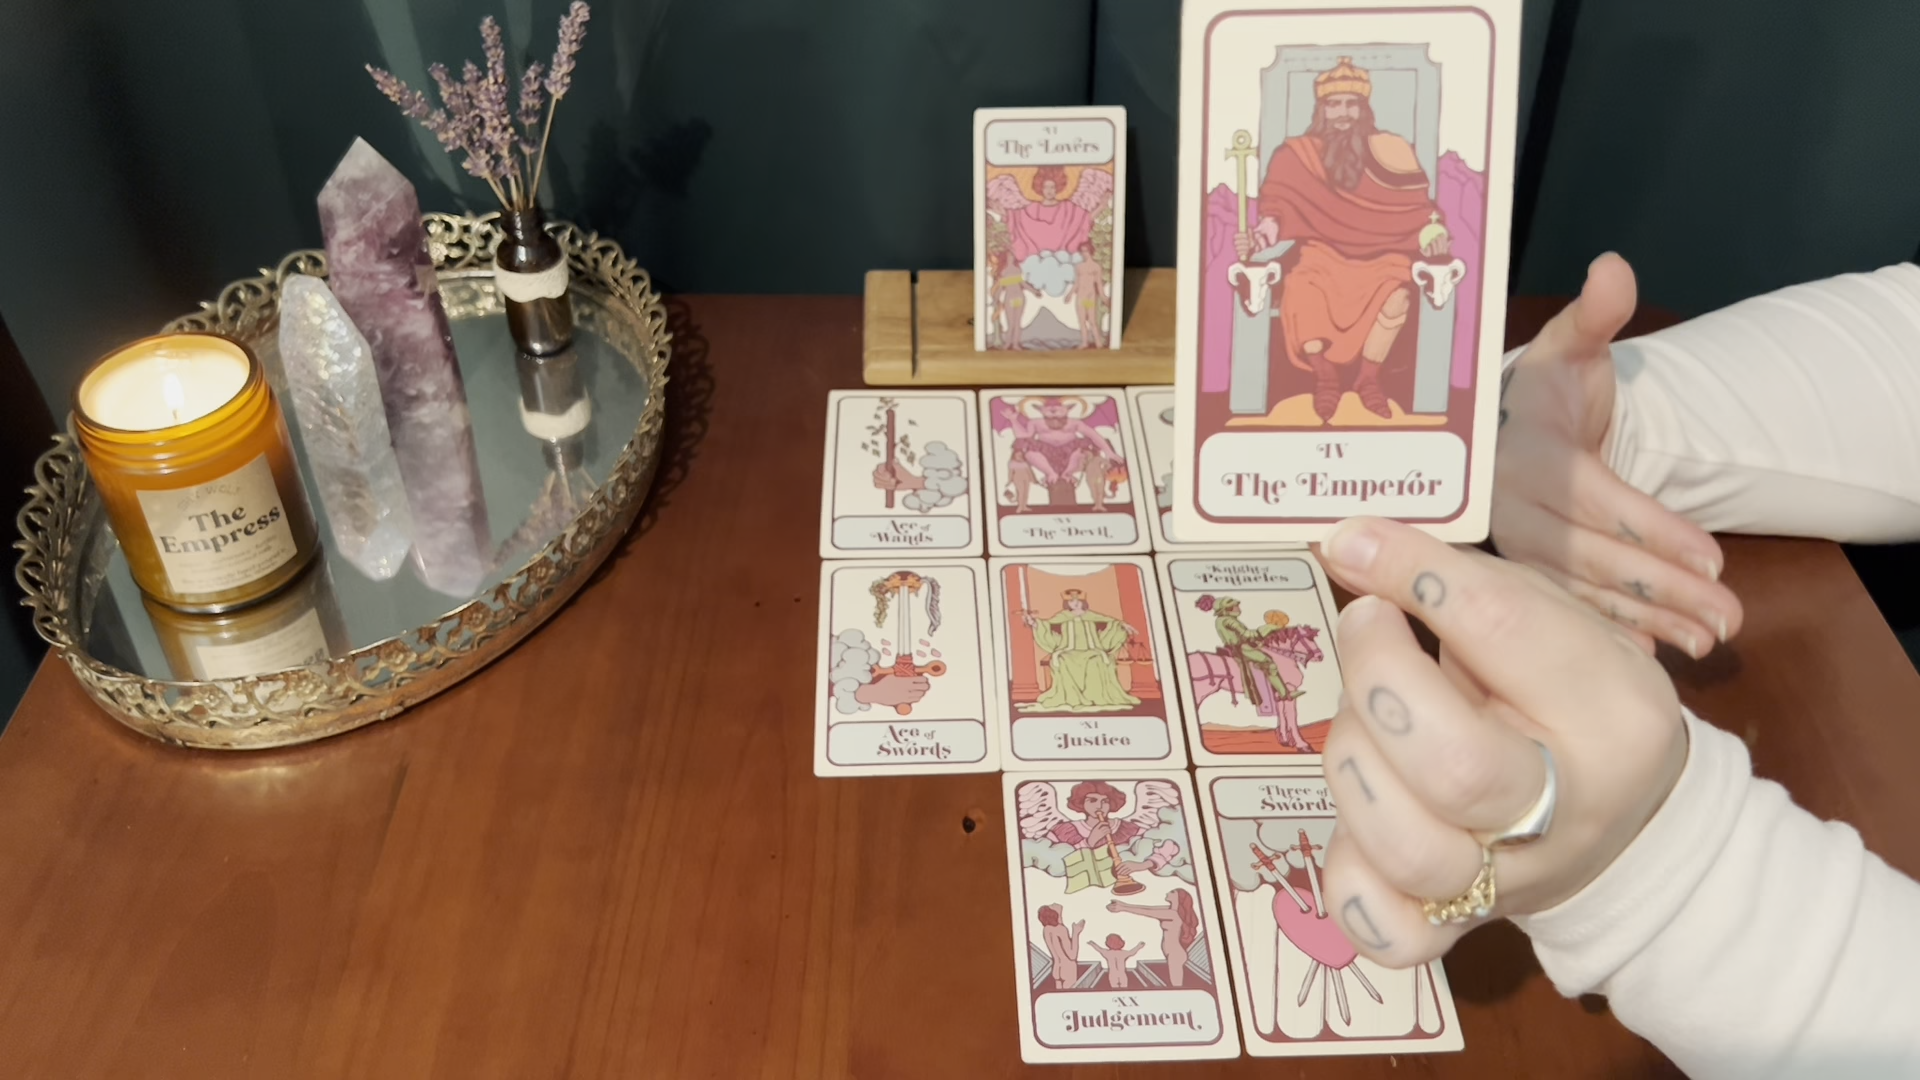 The
Empress
VI
The Lovers
IV
The Emperor
Ace of
Wands
The Devil
Ace of
Swords
XI
Justice
Knight of
Pentacles
XX
Judgement
Three of
Swords
G
O
L
D